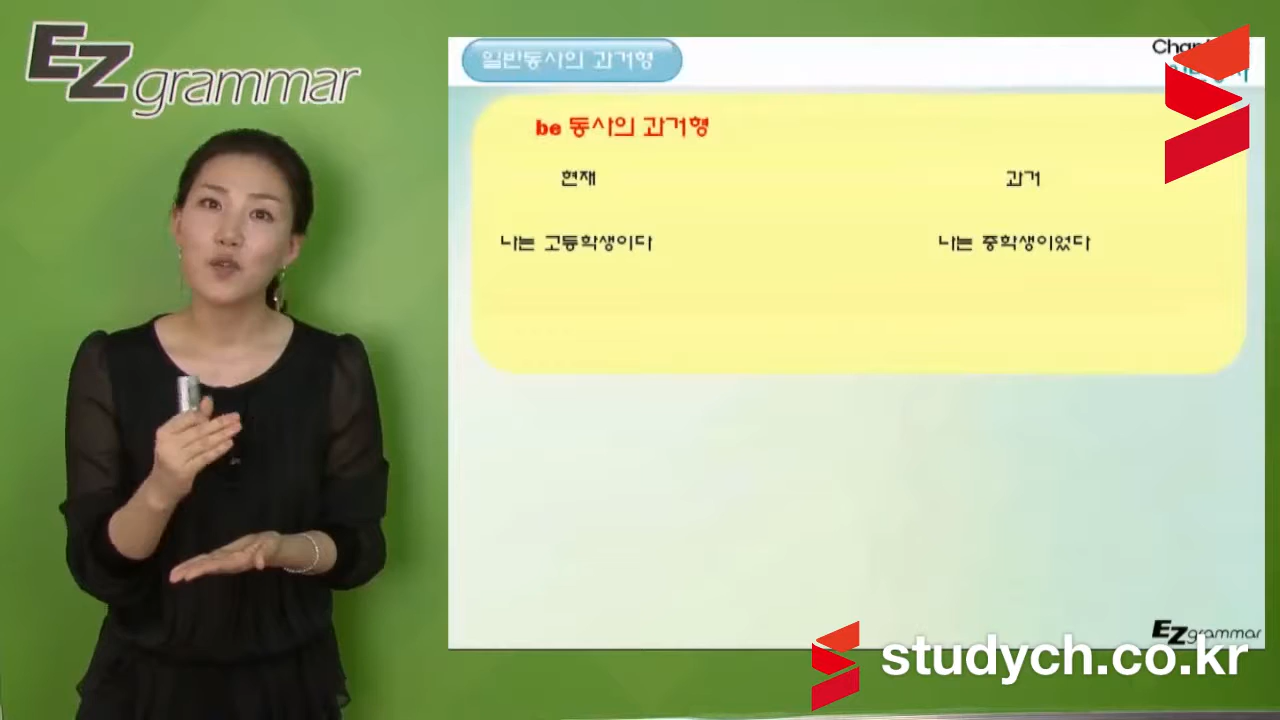 EZ grammar
일반동사의 과거형
be 동사의 과거형
현재 과거
나는 고등학생이다 나는 중학생이었다
EZ grammar
studych.co.kr